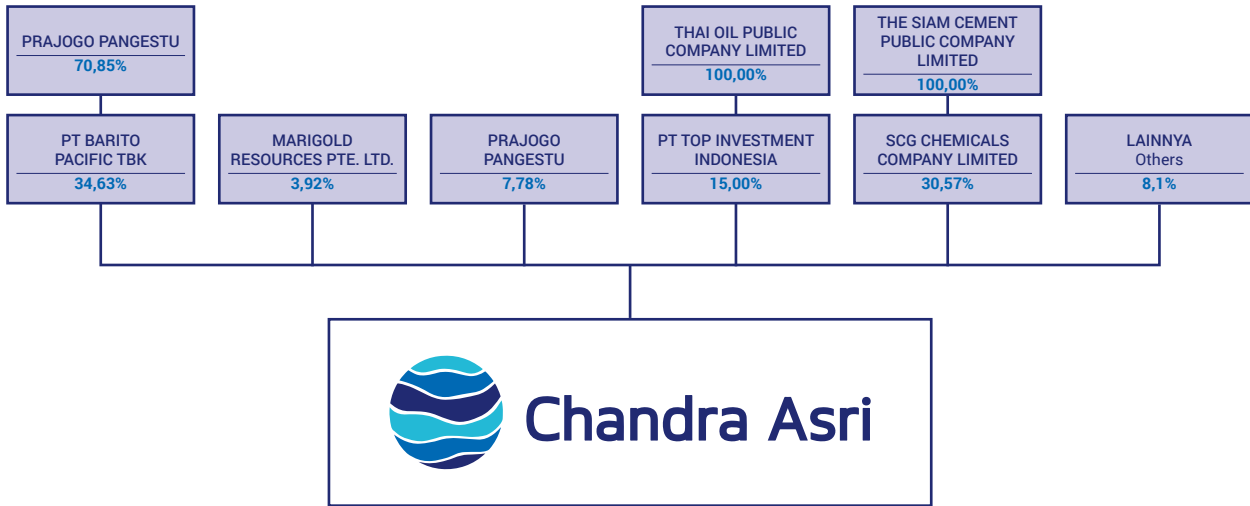 PRAJOGO PANGESTU
70,85%
THAI OIL PUBLIC
COMPANY LIMITED
100,00%
THE SIAM CEMENT
PUBLIC COMPANY
LIMITED
100,00%
PT BARITO
PACIFIC TBK
34,63%
MARIGOLD
RESOURCES PTE. LTD.
3,92%
PRAJOGO
PANGESTU
7,78%
PT TOP INVESTMENT
INDONESIA
15,00%
SCG CHEMICALS
COMPANY LIMITED
30,57%
LAINNYA
Others
8,1%
Chandra Asri